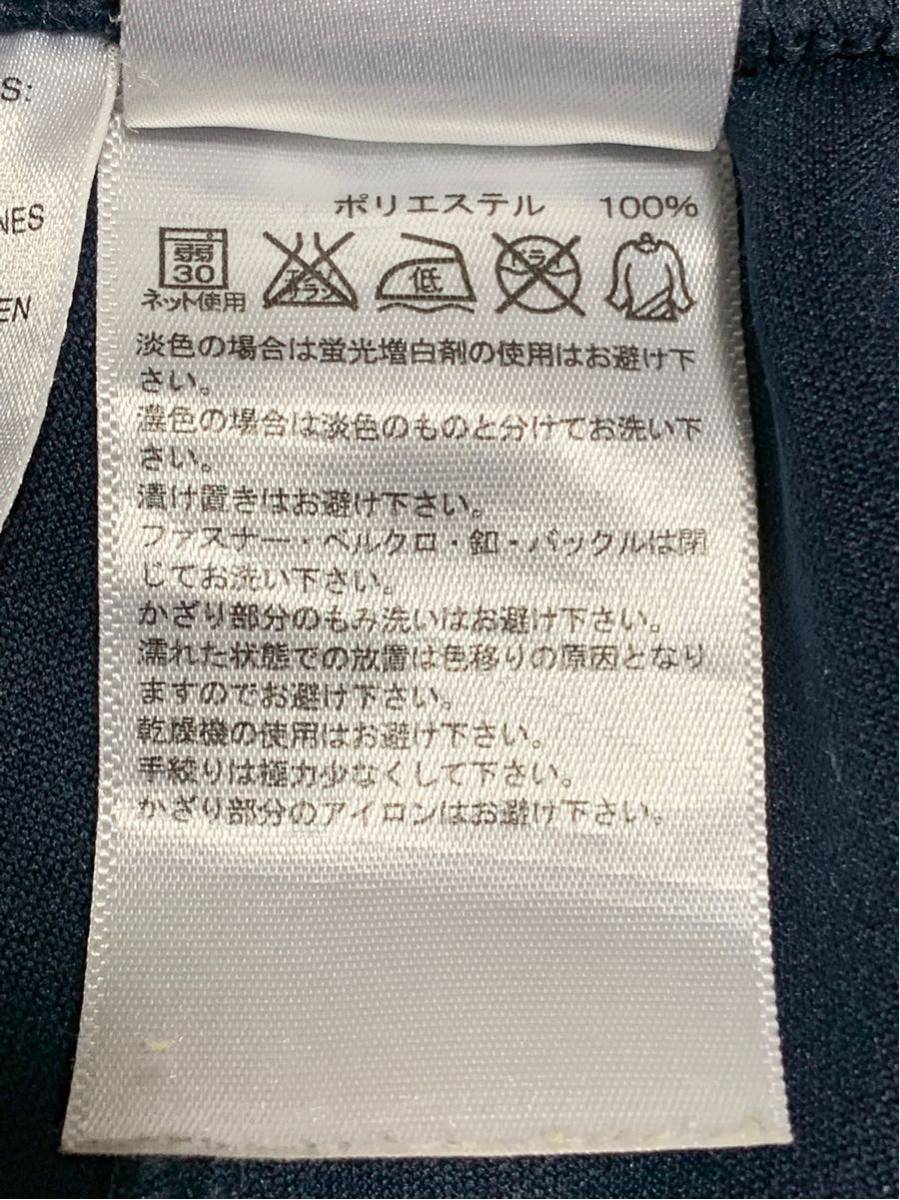 S:
NES
EN
ポリエステル 100%
弱
30
ネット使用
エンソ
サラシ
低
ドライ
淡色の場合は蛍光増白剤の使用はお避け下
さい。
濃色の場合は淡色のものと分けてお洗い下
さい。
漬け置きはお避け下さい。
ファスナー・ベルクロ・釦・バックルは閉
じてお洗い下さい。
かざり部分のもみ洗いはお避け下さい。
濡れた状態での放置は色移りの原因となり
ますのでお避け下さい。
乾燥機の使用はお避け下さい。
手絞りは極力少なくして下さい。
かざり部分のアイロンはお避け下さい。